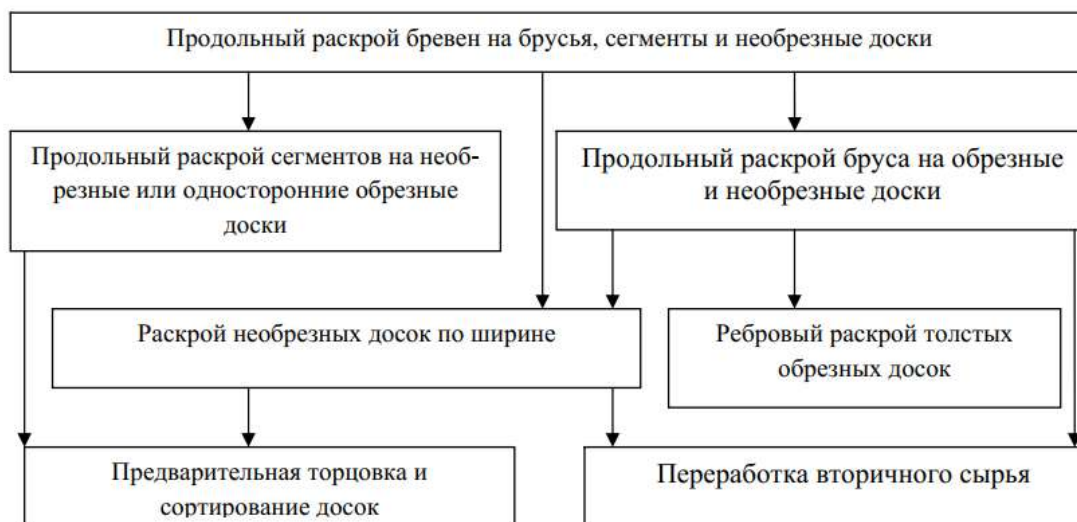 Продольный раскрой бревен на брусья, сегменты и необрезные доски
Продольный раскрой сегментов на необ-
резные или односторонние обрезные
доски
Продольный раскрой бруса на обрезные
и необрезные доски
Раскрой необрезных досок по ширине
Ребровый раскрой толстых
обрезных досок
Предварительная торцовка и
сортирование досок
Переработка вторичного сырья